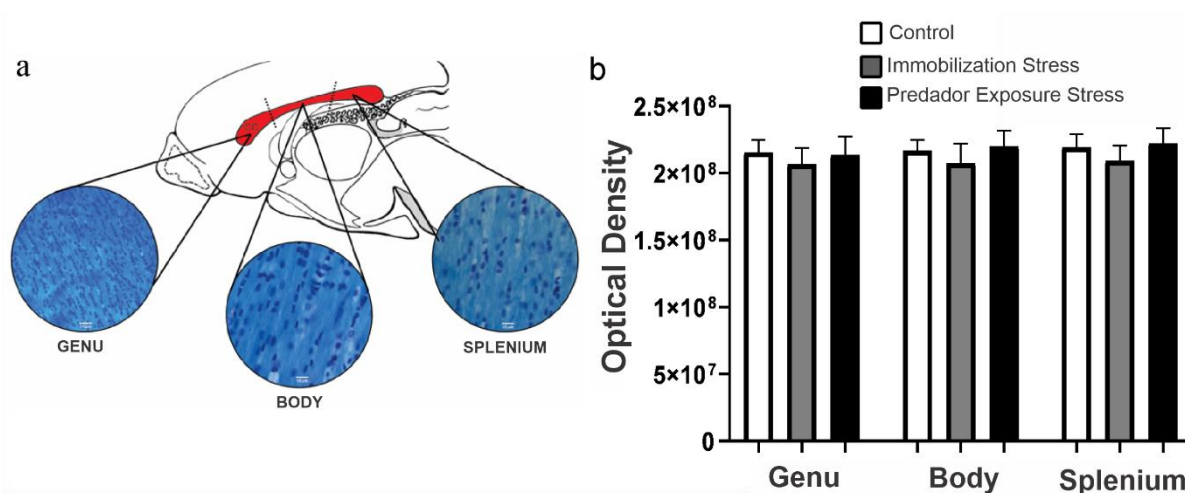 a
GENU
BODY
SPLENIUM
b
Control
Immobilization Stress
Predador Exposure Stress
Optical Density
2.5×10⁸
2×10⁸
1.5×10⁸
1×10⁸
5×10⁷
0
Genu
Body
Splenium